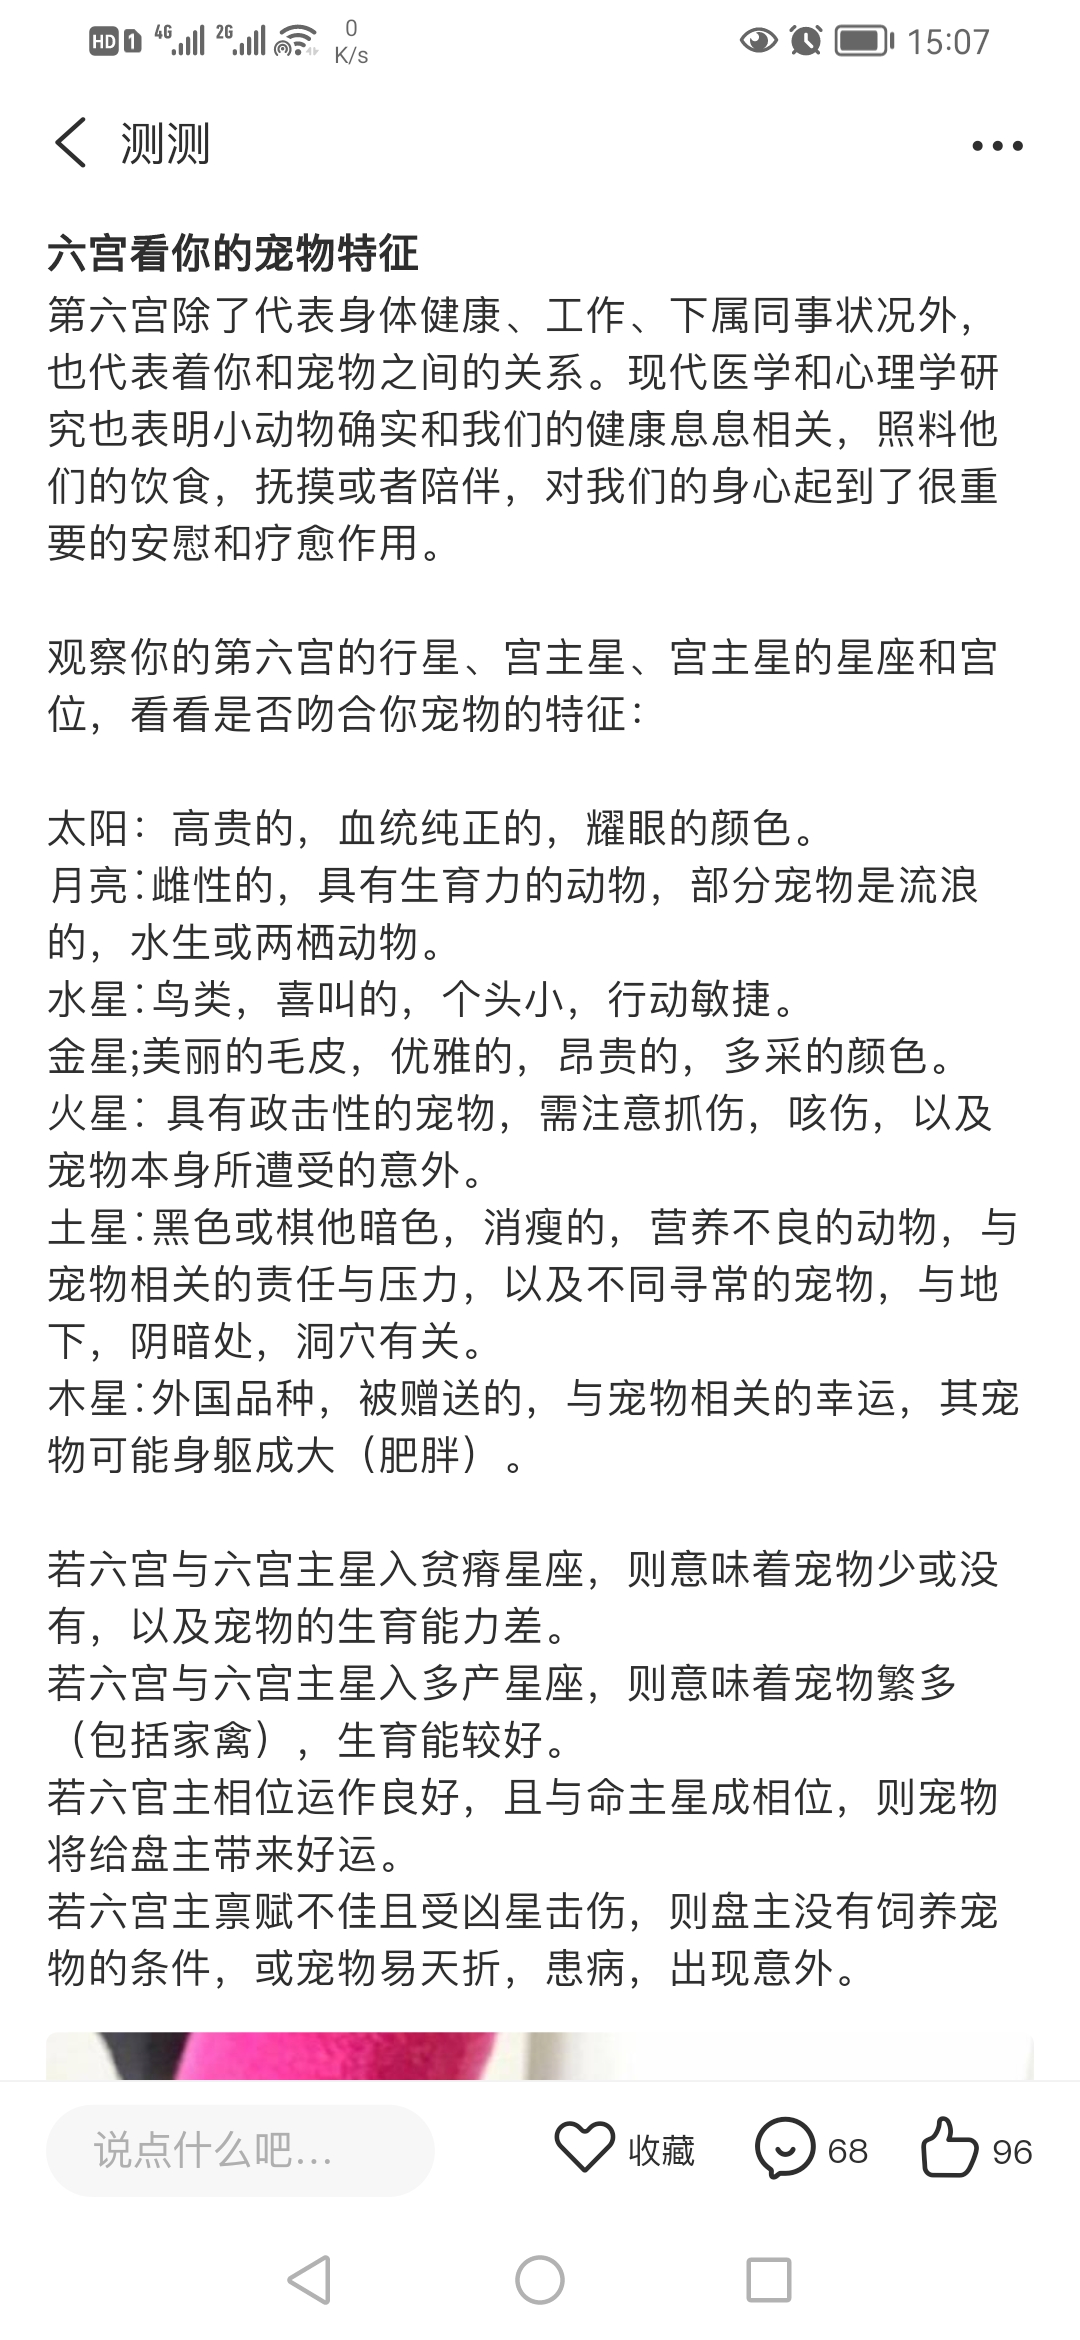 HD 1 4G 2G 0 K/s 15:07
测测
六宫看你的宠物特征
第六宫除了代表身体健康、工作、下属同事状况外，
也代表着你和宠物之间的关系。现代医学和心理学研
究也表明小动物确实和我们的健康息息相关，照料他
们的饮食，抚摸或者陪伴，对我们的身心起到了很重
要的安慰和疗愈作用。
观察你的第六宫的行星、宫主星、宫主星的星座和宫
位，看看是否吻合你宠物的特征：
太阳：高贵的，血统纯正的，耀眼的颜色。
月亮：雌性的，具有生育力的动物，部分宠物是流浪
的，水生或两栖动物。
水星：鸟类，喜叫的，个头小，行动敏捷。
金星;美丽的毛皮，优雅的，昂贵的，多采的颜色。
火星：具有政击性的宠物，需注意抓伤，咳伤，以及
宠物本身所遭受的意外。
土星：黑色或棋他暗色，消瘦的，营养不良的动物，与
宠物相关的责任与压力，以及不同寻常的宠物，与地
下，阴暗处，洞穴有关。
木星：外国品种，被赠送的，与宠物相关的幸运，其宠
物可能身躯成大（肥胖）。
若六宫与六宫主星入贫瘠星座，则意味着宠物少或没
有，以及宠物的生育能力差。
若六宫与六宫主星入多产星座，则意味着宠物繁多
（包括家禽），生育能较好。
若六官主相位运作良好，且与命主星成相位，则宠物
将给盘主带来好运。
若六宫主禀赋不佳且受凶星击伤，则盘主没有饲养宠
物的条件，或宠物易天折，患病，出现意外。
说点什么吧... 收藏 68 96